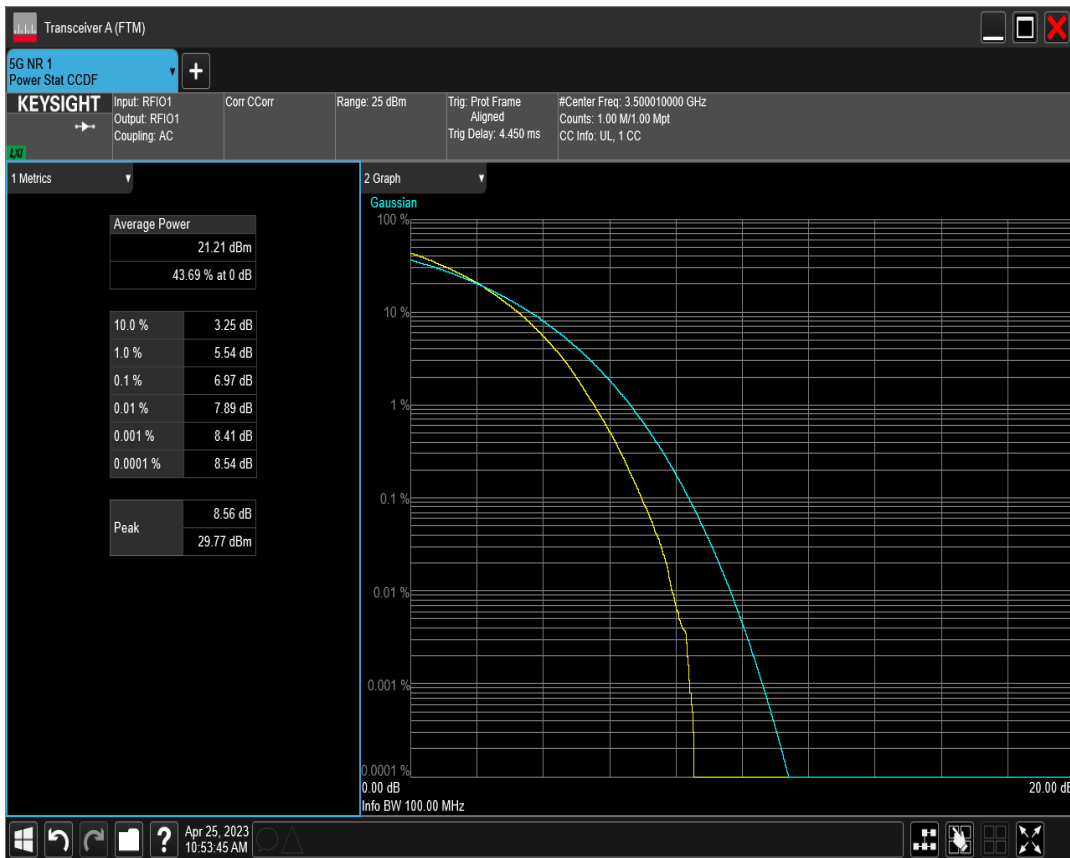 Transceiver A (FTM)
5G NR 1
Power Stat CCDF
+
KEYSIGHT
LXI
Input: RFIO1
Output: RFIO1
Coupling: AC
Corr CCorr
Range: 25 dBm
Trig: Prot Frame
Aligned
Trig Delay: 4.450 ms
#Center Freq: 3.500010000 GHz
Counts: 1.00 M/1.00 Mpt
CC Info: UL, 1 CC
1 Metrics
Average Power
21.21 dBm
43.69 % at 0 dB
10.0 % 3.25 dB
1.0 % 5.54 dB
0.1 % 6.97 dB
0.01 % 7.89 dB
0.001 % 8.41 dB
0.0001 % 8.54 dB
Peak
8.56 dB
29.77 dBm
2 Graph
Gaussian
100 %
10 %
1 %
0.1 %
0.01 %
0.001 %
0.0001 %
0.00 dB
20.00 dB
Info BW 100.00 MHz
?
Apr 25, 2023
10:53:45 AM